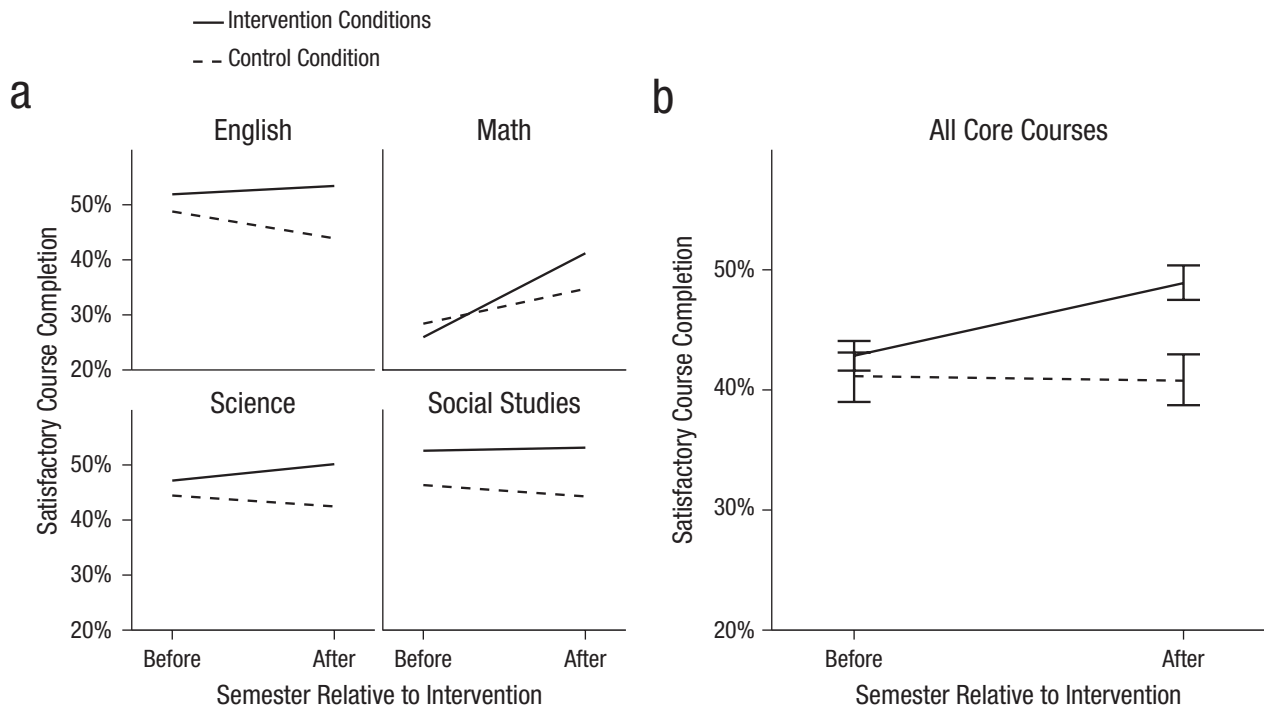 Intervention Conditions
Control Condition
a
English
Math
50%
40%
30%
20%
Science
Social Studies
50%
40%
30%
20%
Satisfactory Course Completion
Before
After
Before
After
Semester Relative to Intervention
b
All Core Courses
50%
40%
30%
20%
Satisfactory Course Completion
Before
After
Semester Relative to Intervention